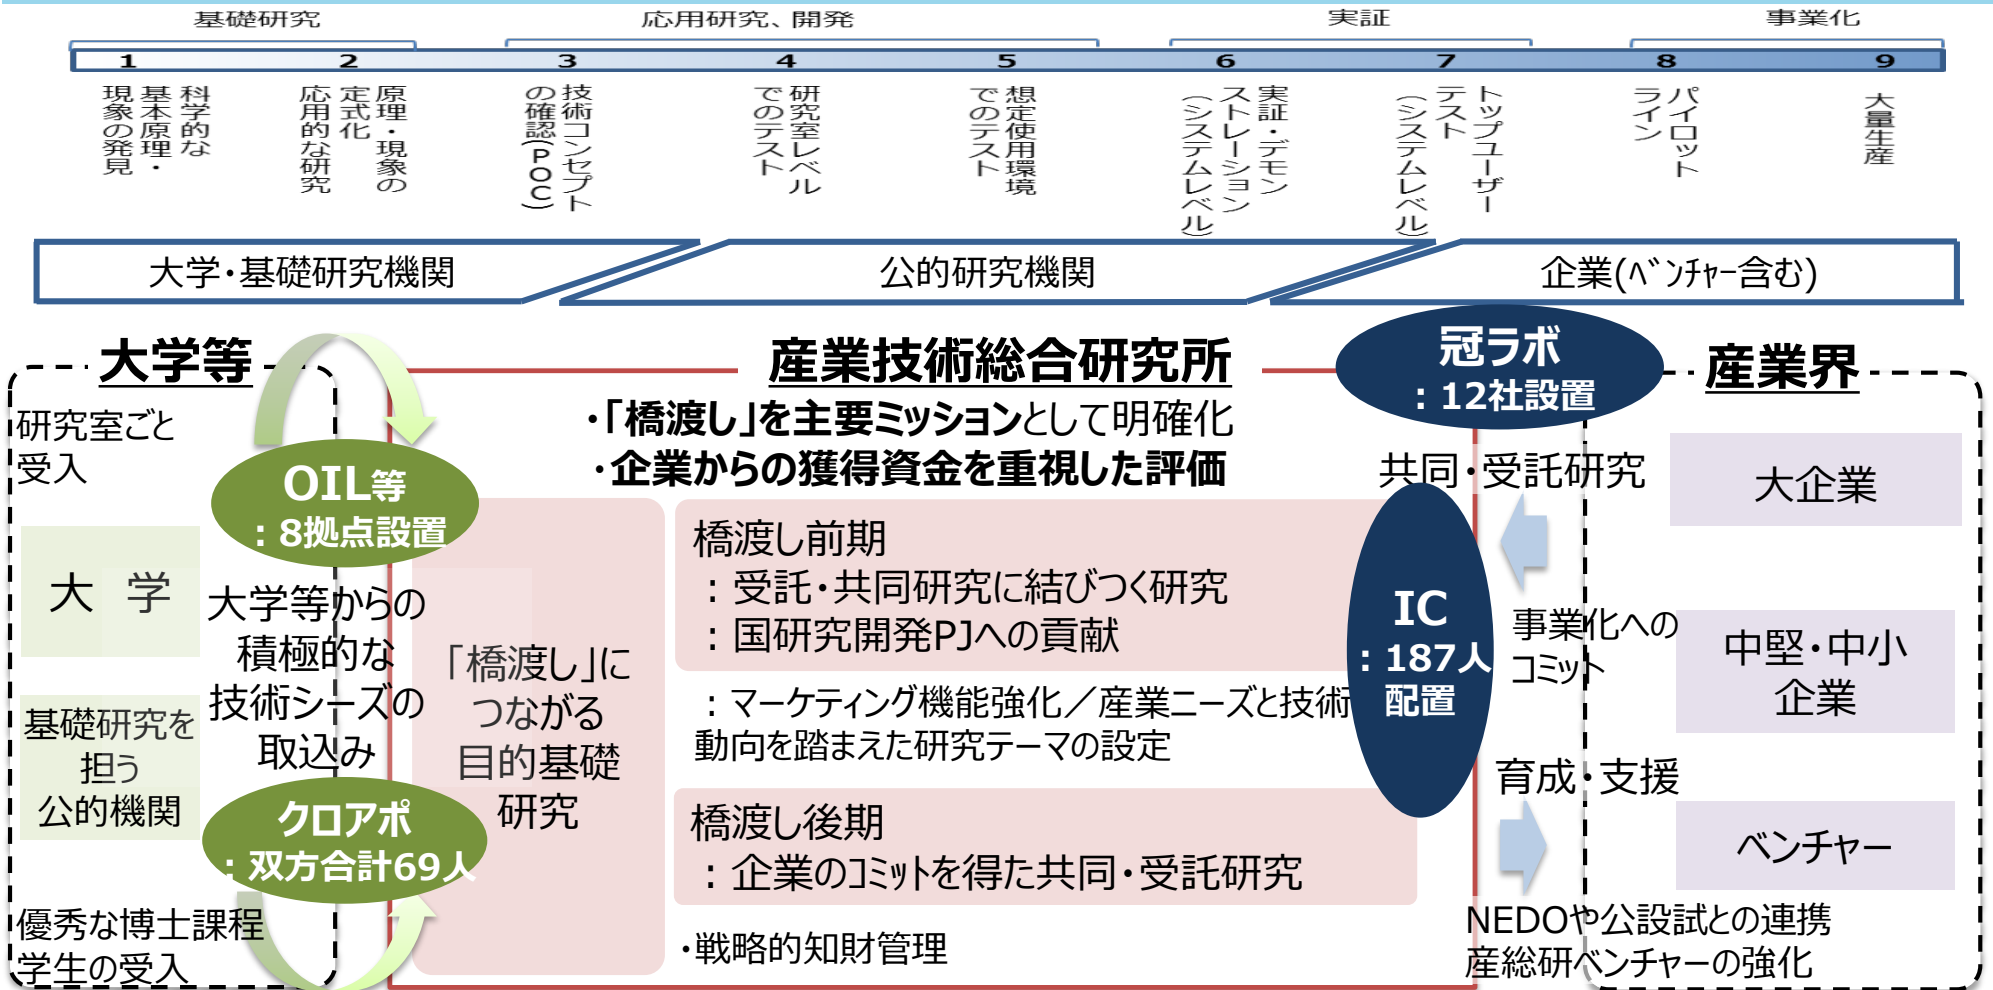 基礎研究
応用研究、開発
実証
事業化
1
2
3
4
5
6
7
8
9
科学的な
基本原理・
現象の発見
原理・現象の
定式化
応用的な研究
技術コンセプト
の確認(POC)
研究室レベル
でのテスト
想定使用環境
でのテスト
実証・デモン
ストレーション
(システムレベル)
トップユーザー
テスト
(システムレベル)
パイロット
ライン
大量生産
大学・基礎研究機関
公的研究機関
企業(ベンチャー含む)
大学等
研究室ごと
受入
OIL等
：8拠点設置
大 学
基礎研究を
担う
公的機関
大学等からの
積極的な
技術シーズの
取込み
クロアポ
：双方合計69人
優秀な博士課程
学生の受入
産業技術総合研究所
・「橋渡し」を主要ミッションとして明確化
・企業からの獲得資金を重視した評価
「橋渡し」に
つながる
目的基礎
研究
橋渡し前期
：受託・共同研究に結びつく研究
：国研究開発PJへの貢献
：マーケティング機能強化／産業ニーズと技術
動向を踏まえた研究テーマの設定
橋渡し後期
：企業のコミットを得た共同・受託研究
・戦略的知財管理
冠ラボ
：12社設置
共同・受託研究
IC
：187人
配置
事業化への
コミット
育成・支援
NEDOや公設試との連携
産総研ベンチャーの強化
産業界
大企業
中堅・中小
企業
ベンチャー